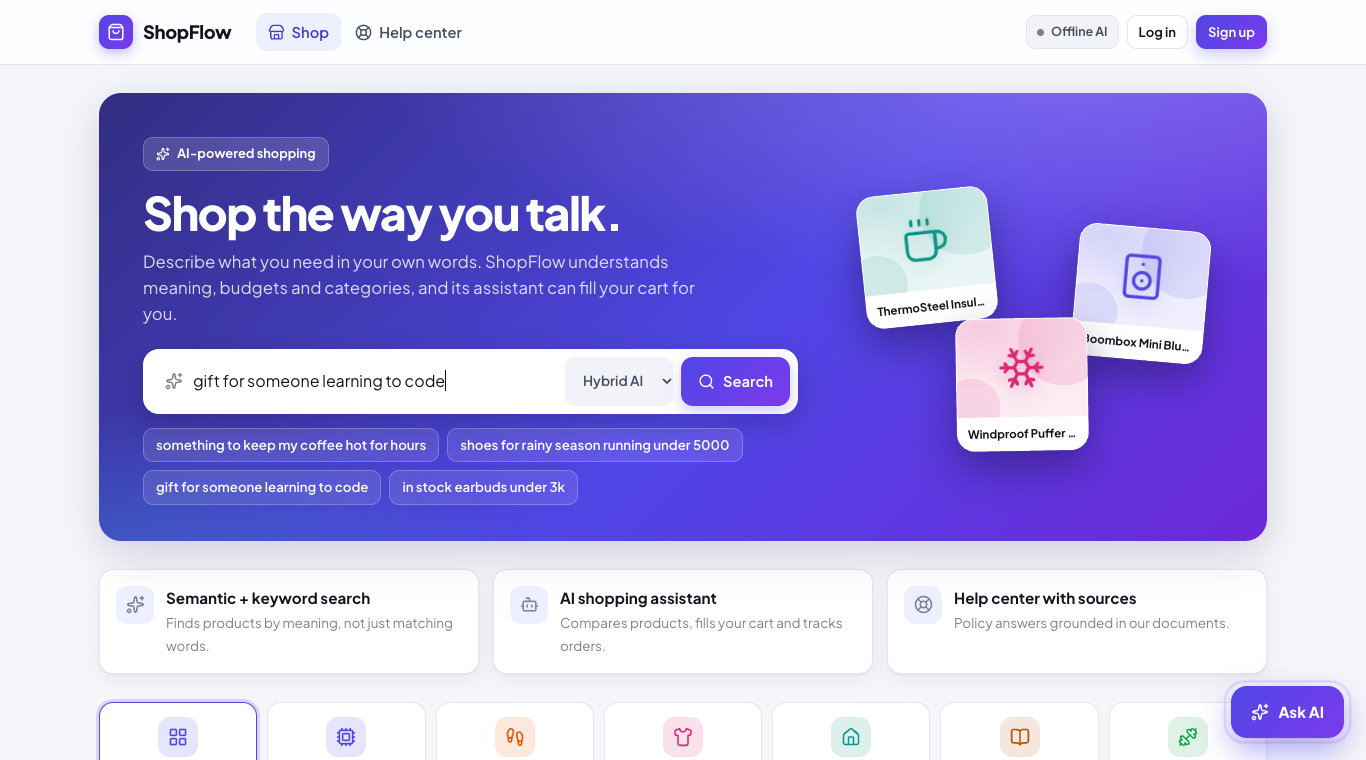 ShopFlow
Shop
Help center
Offline AI
Log in
Sign up
AI-powered shopping
Shop the way you talk.
Describe what you need in your own words. ShopFlow understands
meaning, budgets and categories, and its assistant can fill your cart for
you.
gift for someone learning to code
Hybrid AI
Search
something to keep my coffee hot for hours
shoes for rainy season running under 5000
gift for someone learning to code
in stock earbuds under 3k
ThermoSteel Insul...
Boombox Mini Blu...
Windproof Puffer ...
Semantic + keyword search
Finds products by meaning, not just matching
words.
AI shopping assistant
Compares products, fills your cart and tracks
orders.
Help center with sources
Policy answers grounded in our documents.
Ask AI